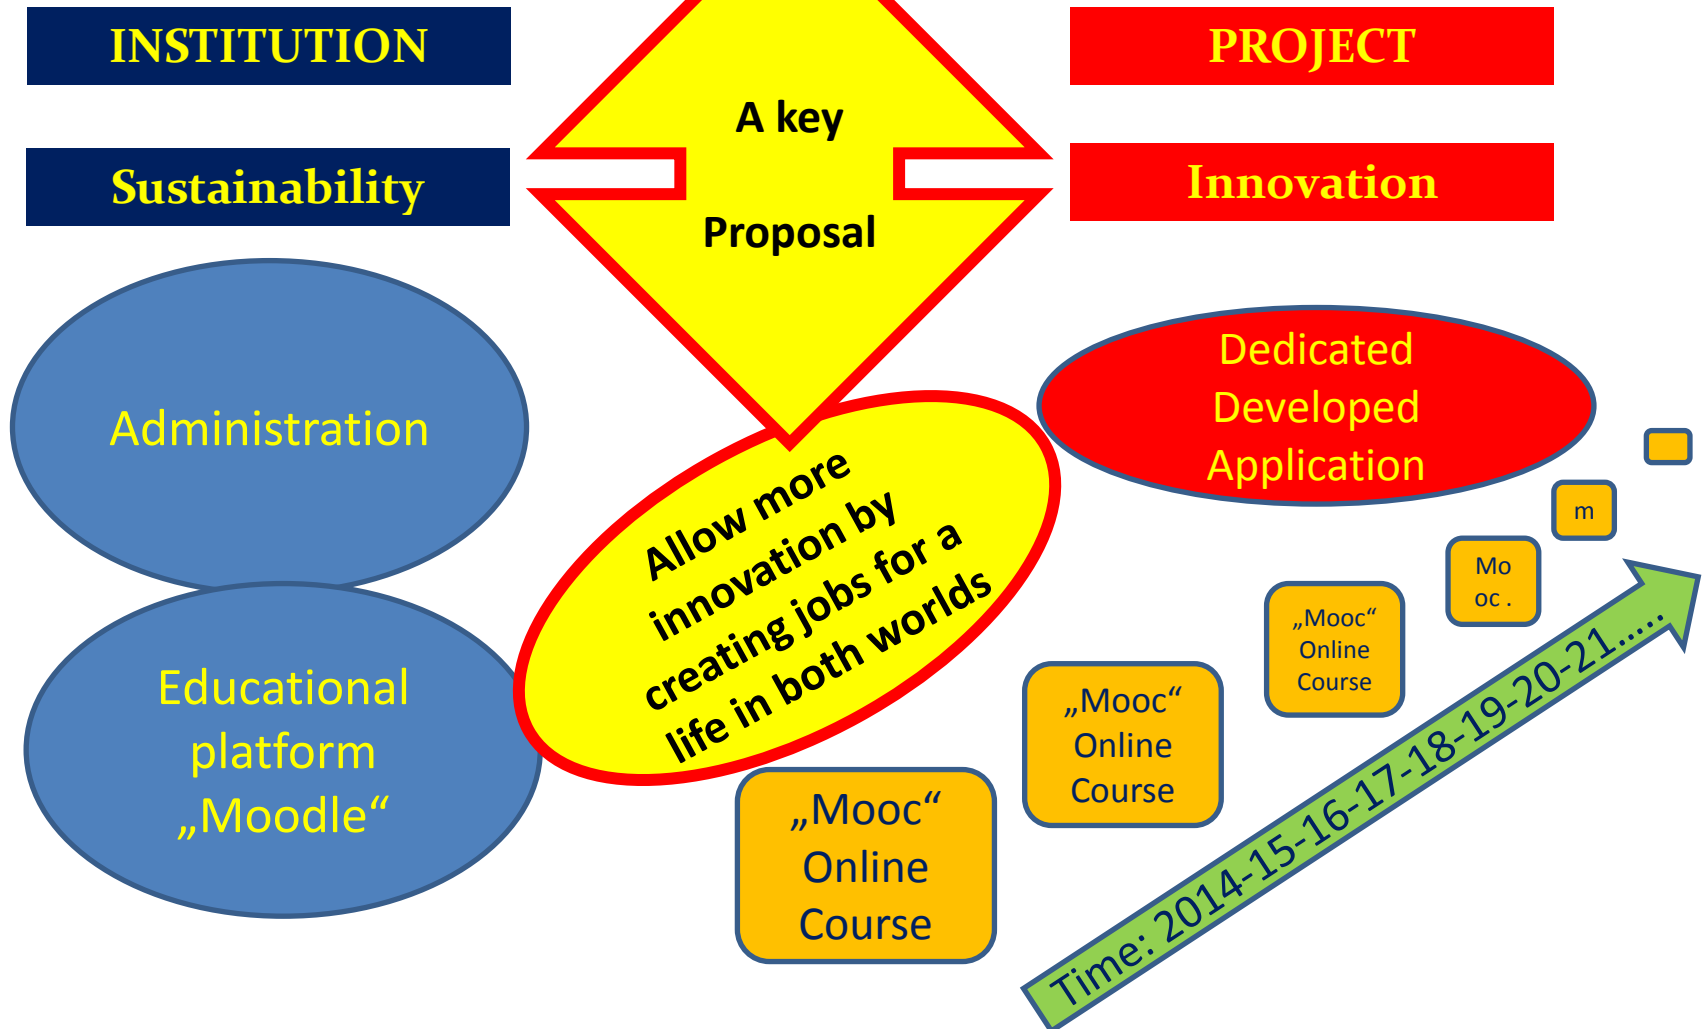 INSTITUTION
PROJECT
A key
Proposal
Sustainability
Innovation
Administration
Dedicated
Developed
Application
Allow more
innovation by
creating jobs for a
life in both worlds
Educational
platform
„Moodle“
„Mooc“
Online
Course
„Mooc“
Online
Course
„Mooc“
Online
Course
Mo
oc .
m
Time: 2014-15-16-17-18-19-20-21.....